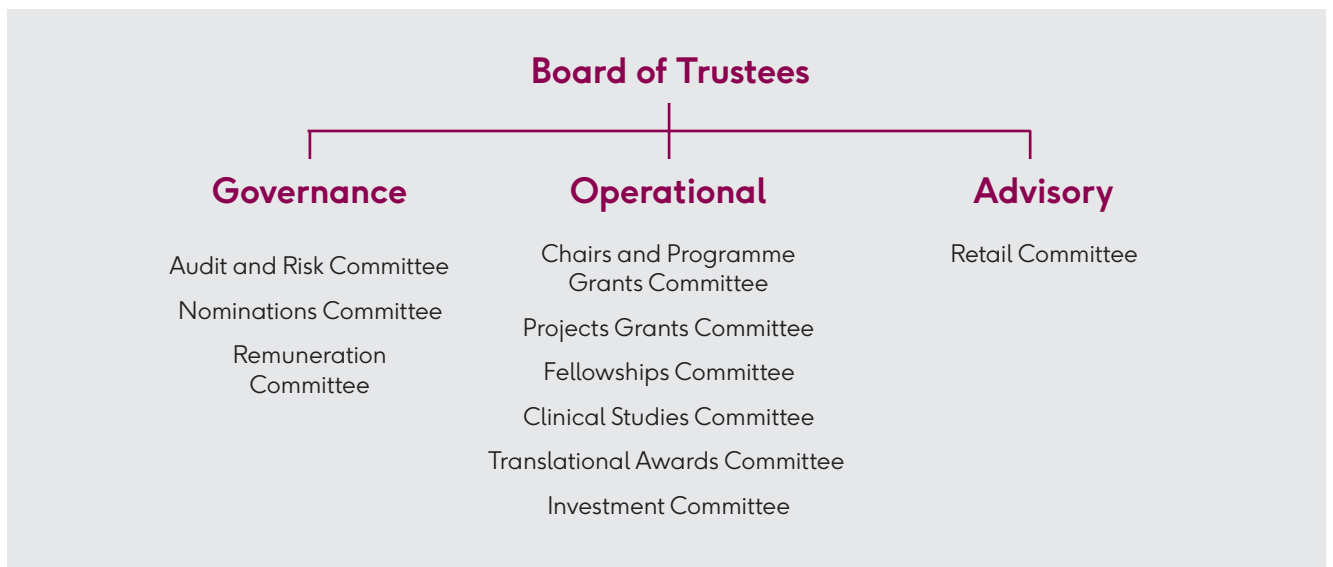 Board of Trustees
Governance
Audit and Risk Committee
Nominations Committee
Remuneration
Committee
Operational
Chairs and Programme
Grants Committee
Projects Grants Committee
Fellowships Committee
Clinical Studies Committee
Translational Awards Committee
Investment Committee
Advisory
Retail Committee